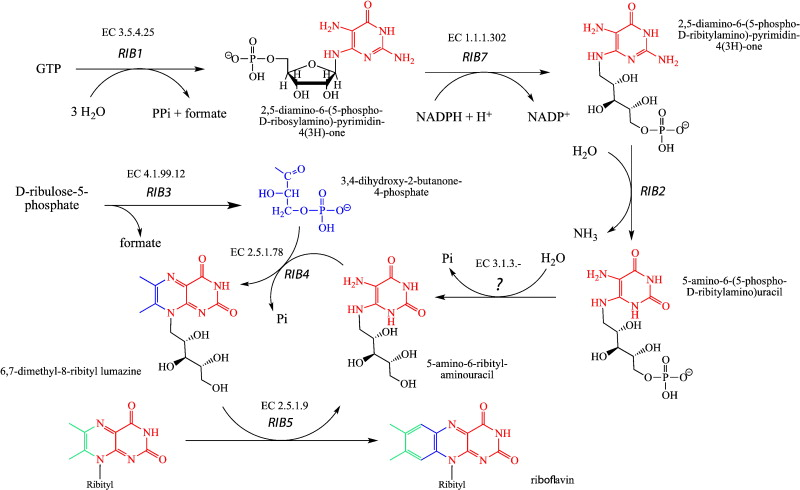 EC 3.5.4.25
RIB1
GTP
3 H2O
PPi + formate
2,5-diamino-6-(5-phospho-
D-ribosylamino)-pyrimidin-
4(3H)-one
EC 1.1.1.302
RIB7
NADPH + H+
NADP+
2,5-diamino-6-(5-phospho-
D-ribitylamino)-pyrimidin-
4(3H)-one
H2O
RIB2
NH3
D-ribulose-5-
phosphate
EC 4.1.99.12
RIB3
formate
3,4-dihydroxy-2-butanone-
4-phosphate
EC 2.5.1.78
RIB4
Pi
Pi
EC 3.1.3.-
?
H2O
5-amino-6-(5-phospho-
D-ribitylamino)uracil
5-amino-6-ribityl-
aminouracil
6,7-dimethyl-8-ribityl lumazine
EC 2.5.1.9
RIB5
Ribityl
Ribityl
riboflavin